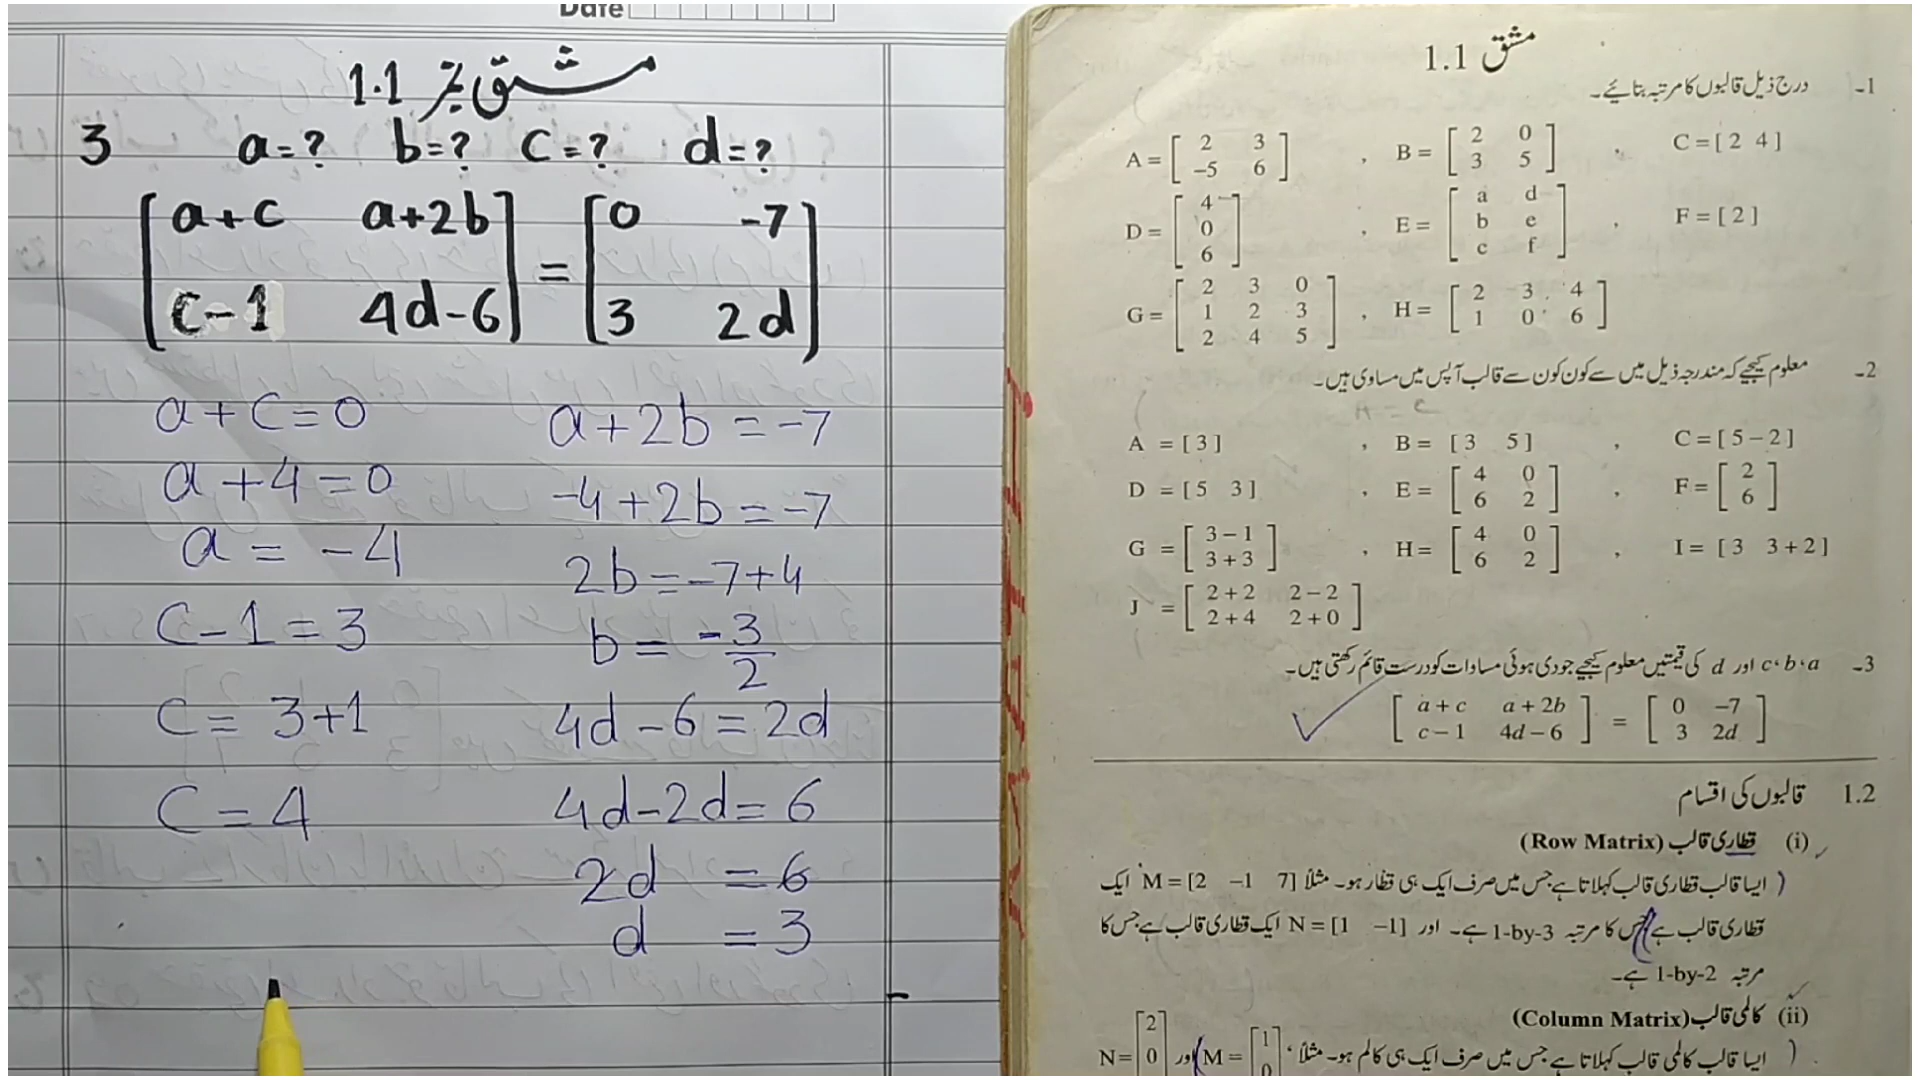 Date
مشق نمبر 1.1
3 a=? b=? c=? d=?
[a+c a+2b] = [0 -7]
[c-1 4d-6] [3 2d]
a+c=0
a+4=0
a = -4
c-1=3
c= 3+1
c=4
a+2b=-7
-4+2b=-7
2b=-7+4
b= -3/2
4d-6=2d
4d-2d=6
2d =6
d =3
مشق 1.1
1۔ درج ذیل قالبوں کا مرتبہ بتائیے۔
A = [2 3; -5 6] , B = [2 0; 3 5] , C = [2 4]
D = [4; 0; 6] , E = [a d; b e; c f] , F = [2]
G = [2 3 0; 1 2 3; 2 4 5] , H = [2 3 4; 1 0 6]
2۔ معلوم کیجیے کہ مندرجہ ذیل میں سے کون کون سے قالب آپس میں مساوی ہیں۔
A = [3] , B = [3 5] , C = [5-2]
D = [5 3] , E = [4 0; 6 2] , F = [2; 6]
G = [3-1; 3+3] , H = [4 0; 6 2] , I = [3 3+2]
J = [2+2 2-2; 2+4 2+0]
3۔ a، b، c اور d کی قیمتیں معلوم کیجیے جو دی ہوئی مساوات کو درست قائم رکھتی ہیں۔
[a+c a+2b; c-1 4d-6] = [0 -7; 3 2d]
1.2 قالبوں کی اقسام
(i) قطاری قالب (Row Matrix)
ایسا قالب قطاری قالب کہلاتا ہے جس میں صرف ایک ہی قطار ہو۔ مثلاً M = [2 -1 7] ایک
قطاری قالب ہے جس کا مرتبہ 1-by-3 ہے۔ اور N = [1 -1] ایک قطاری قالب ہے جس کا
مرتبہ 1-by-2 ہے۔
(ii) کالمی قالب (Column Matrix)
ایسا قالب کالمی قالب کہلاتا ہے جس میں صرف ایک ہی کالم ہو۔ مثلاً، M = [1; 0 اور N = [2; 0